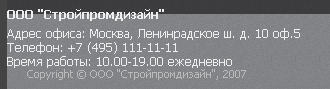 ООО "Стройпромдизайн"
Адрес офиса: Москва, Ленинградское ш. д. 10 оф.5
Телефон: +7 (495) 111-11-11
Время работы: 10.00-19.00 ежедневно
Copyright © ООО "Стройпромдизайн", 2007